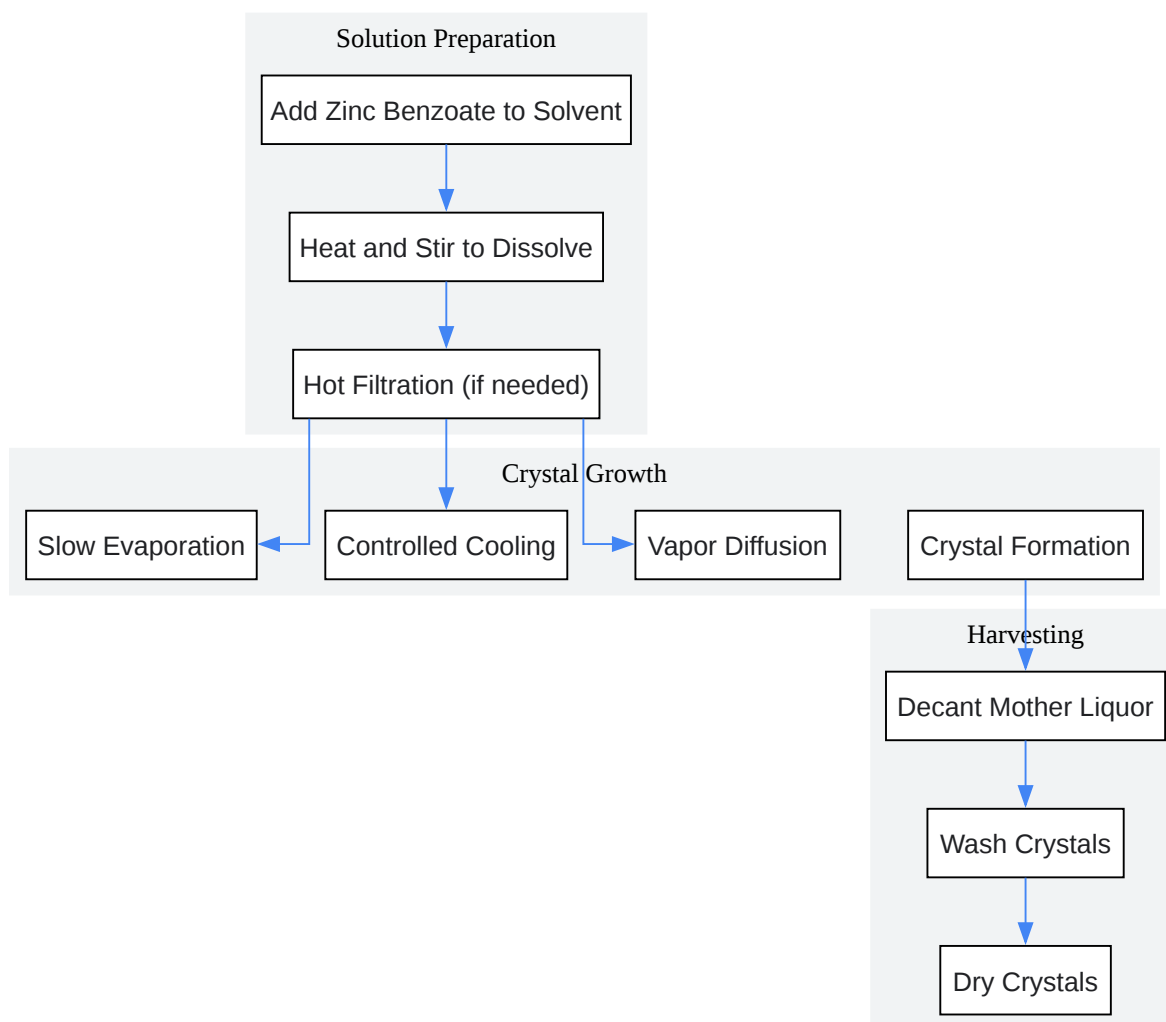 Solution Preparation
Add Zinc Benzoate to Solvent
Heat and Stir to Dissolve
Hot Filtration (if needed)
Crystal Growth
Slow Evaporation
Controlled Cooling
Vapor Diffusion
Crystal Formation
Harvesting
Decant Mother Liquor
Wash Crystals
Dry Crystals